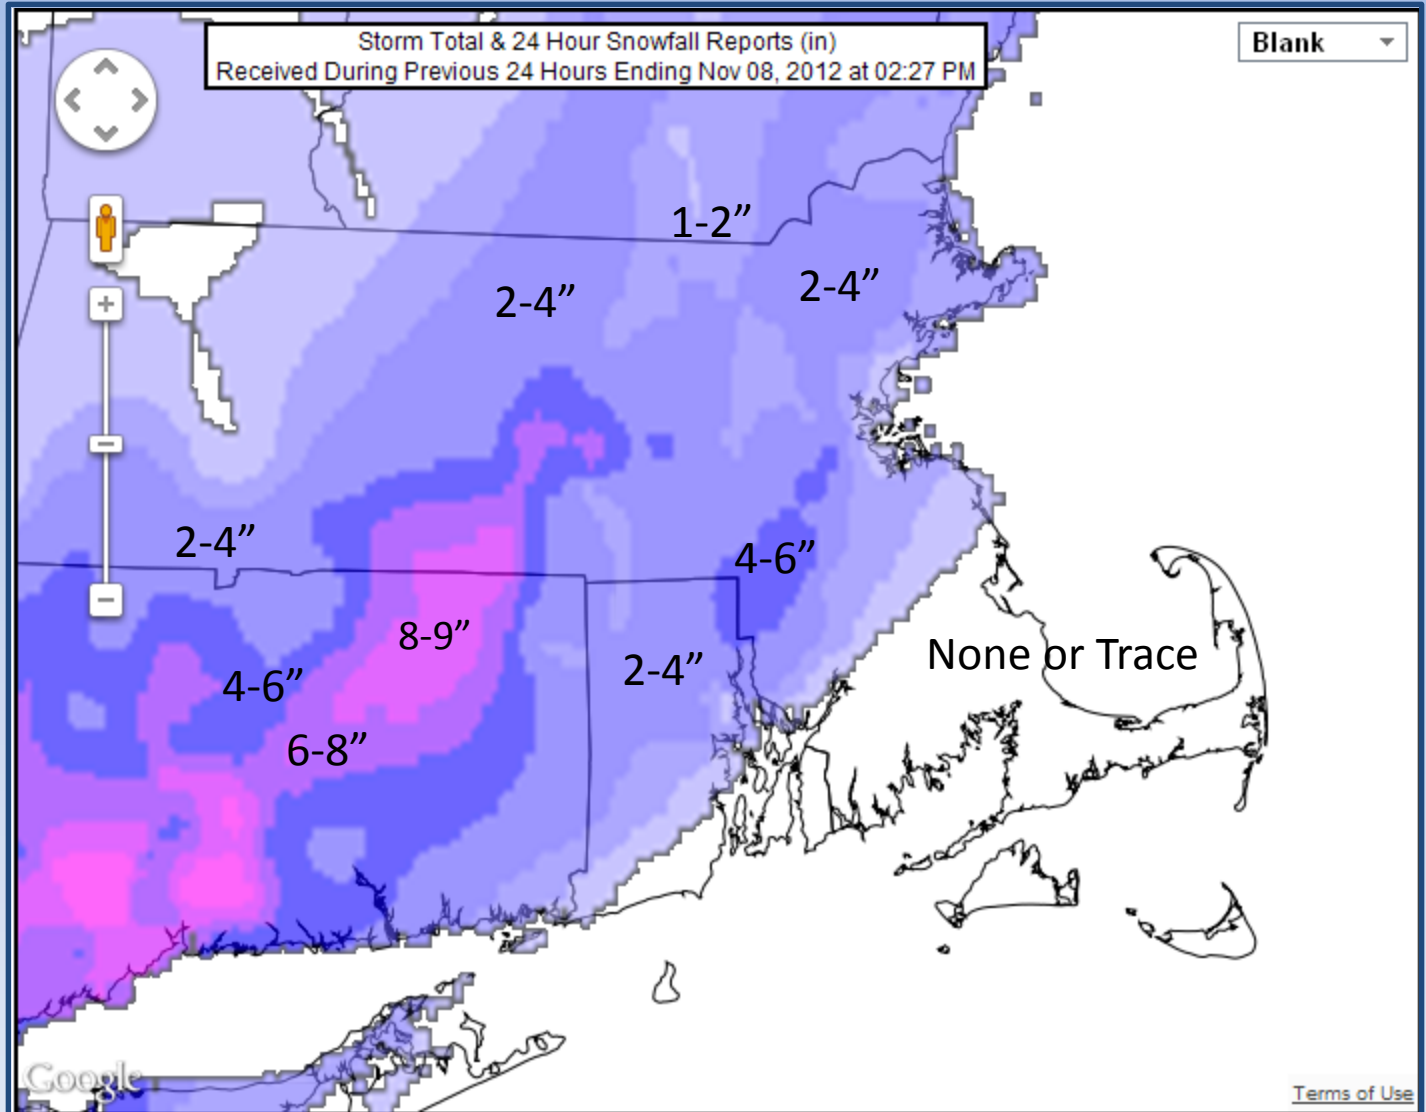 Storm Total & 24 Hour Snowfall Reports (in)
Received During Previous 24 Hours Ending Nov 08, 2012 at 02:27 PM
Blank
1-2”
2-4”
2-4”
2-4”
4-6”
8-9”
None or Trace
2-4”
4-6”
6-8”
Google
Terms of Use